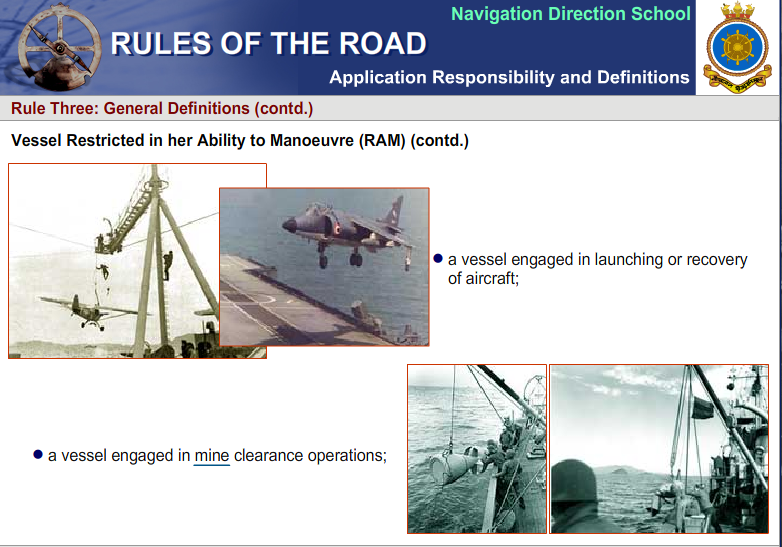 Navigation Direction School
RULES OF THE ROAD
Application Responsibility and Definitions
Rule Three: General Definitions (contd.)
Vessel Restricted in her Ability to Manoeuvre (RAM) (contd.)
a vessel engaged in launching or recovery
of aircraft;
a vessel engaged in mine clearance operations;